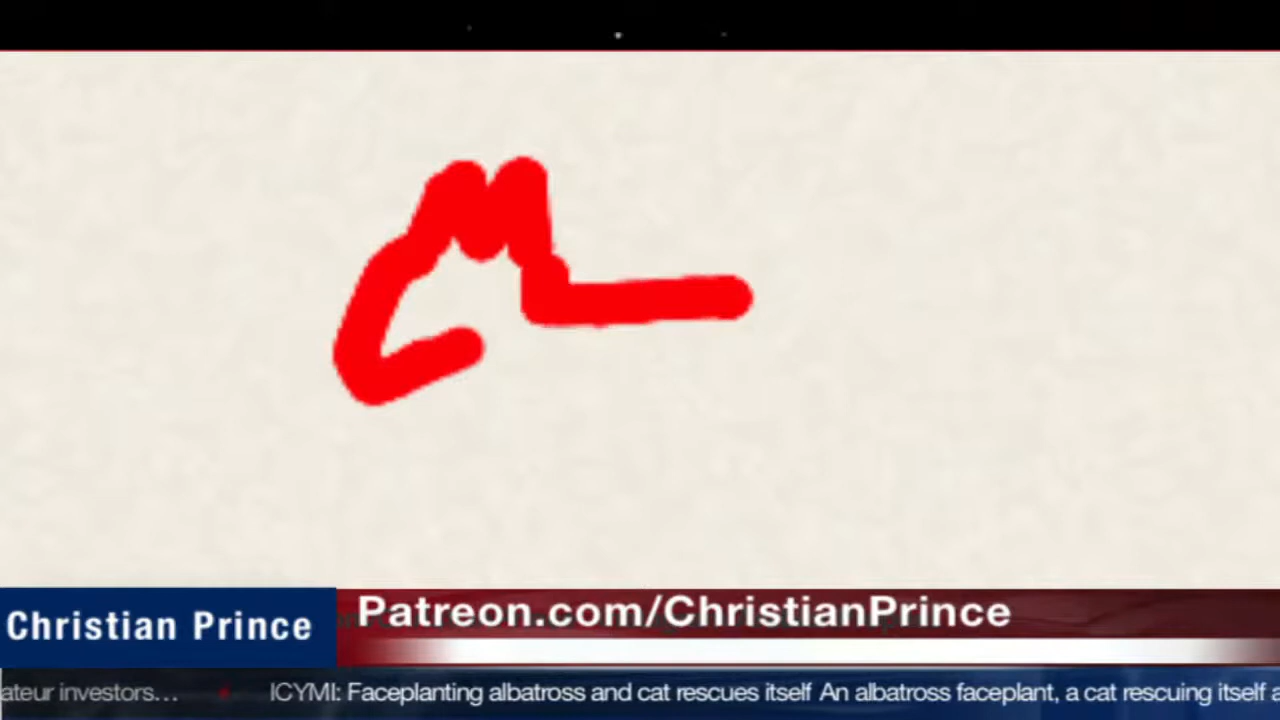 Christian Prince
Patreon.com/ChristianPrince
ateur investors… ICYMI: Faceplanting albatross and cat rescues itself An albatross faceplant, a cat rescuing itself a